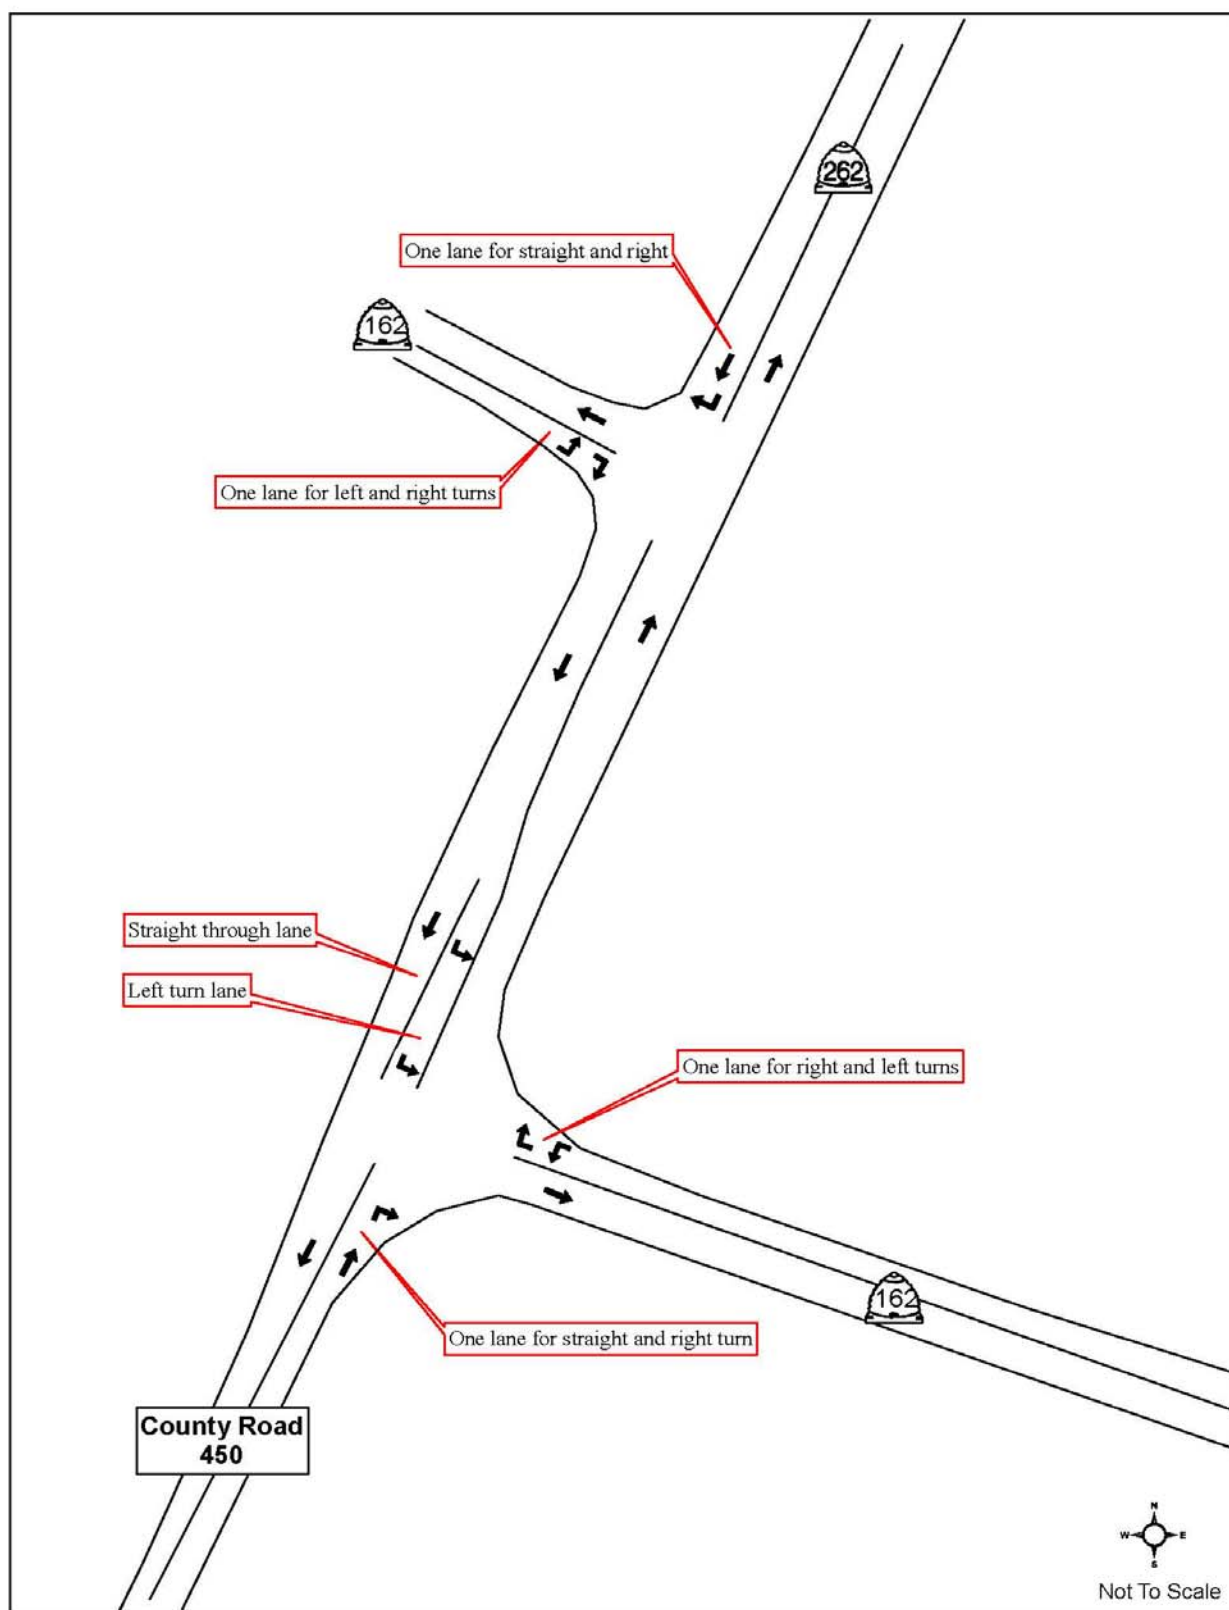 262
One lane for straight and right
162
One lane for left and right turns
Straight through lane
Left turn lane
One lane for right and left turns
162
One lane for straight and right turn
County Road
450
N
W E
S
Not To Scale